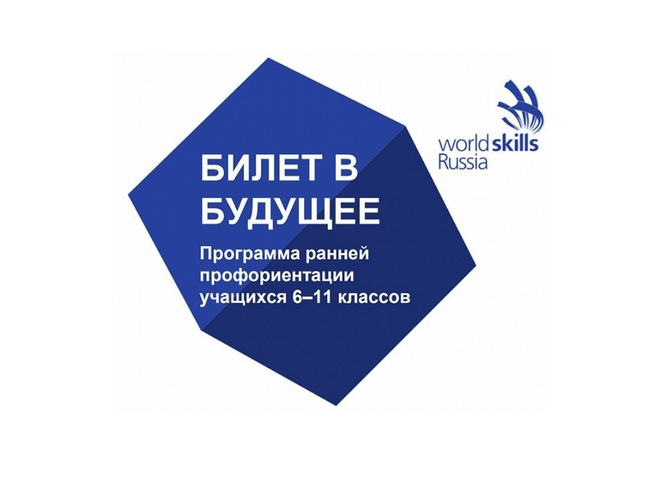 БИЛЕТ В
БУДУЩЕЕ
Программа ранней
профориентации
учащихся 6–11 классов
worldskills
Russia